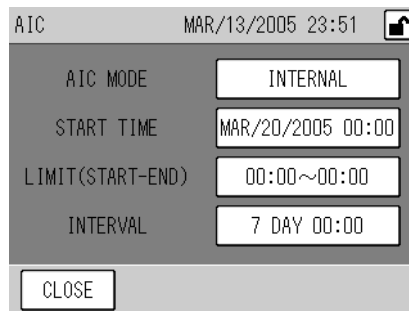 AIC MAR/13/2005 23:51
AIC MODE INTERNAL
START TIME MAR/20/2005 00:00
LIMIT(START-END) 00:00~00:00
INTERVAL 7 DAY 00:00
CLOSE